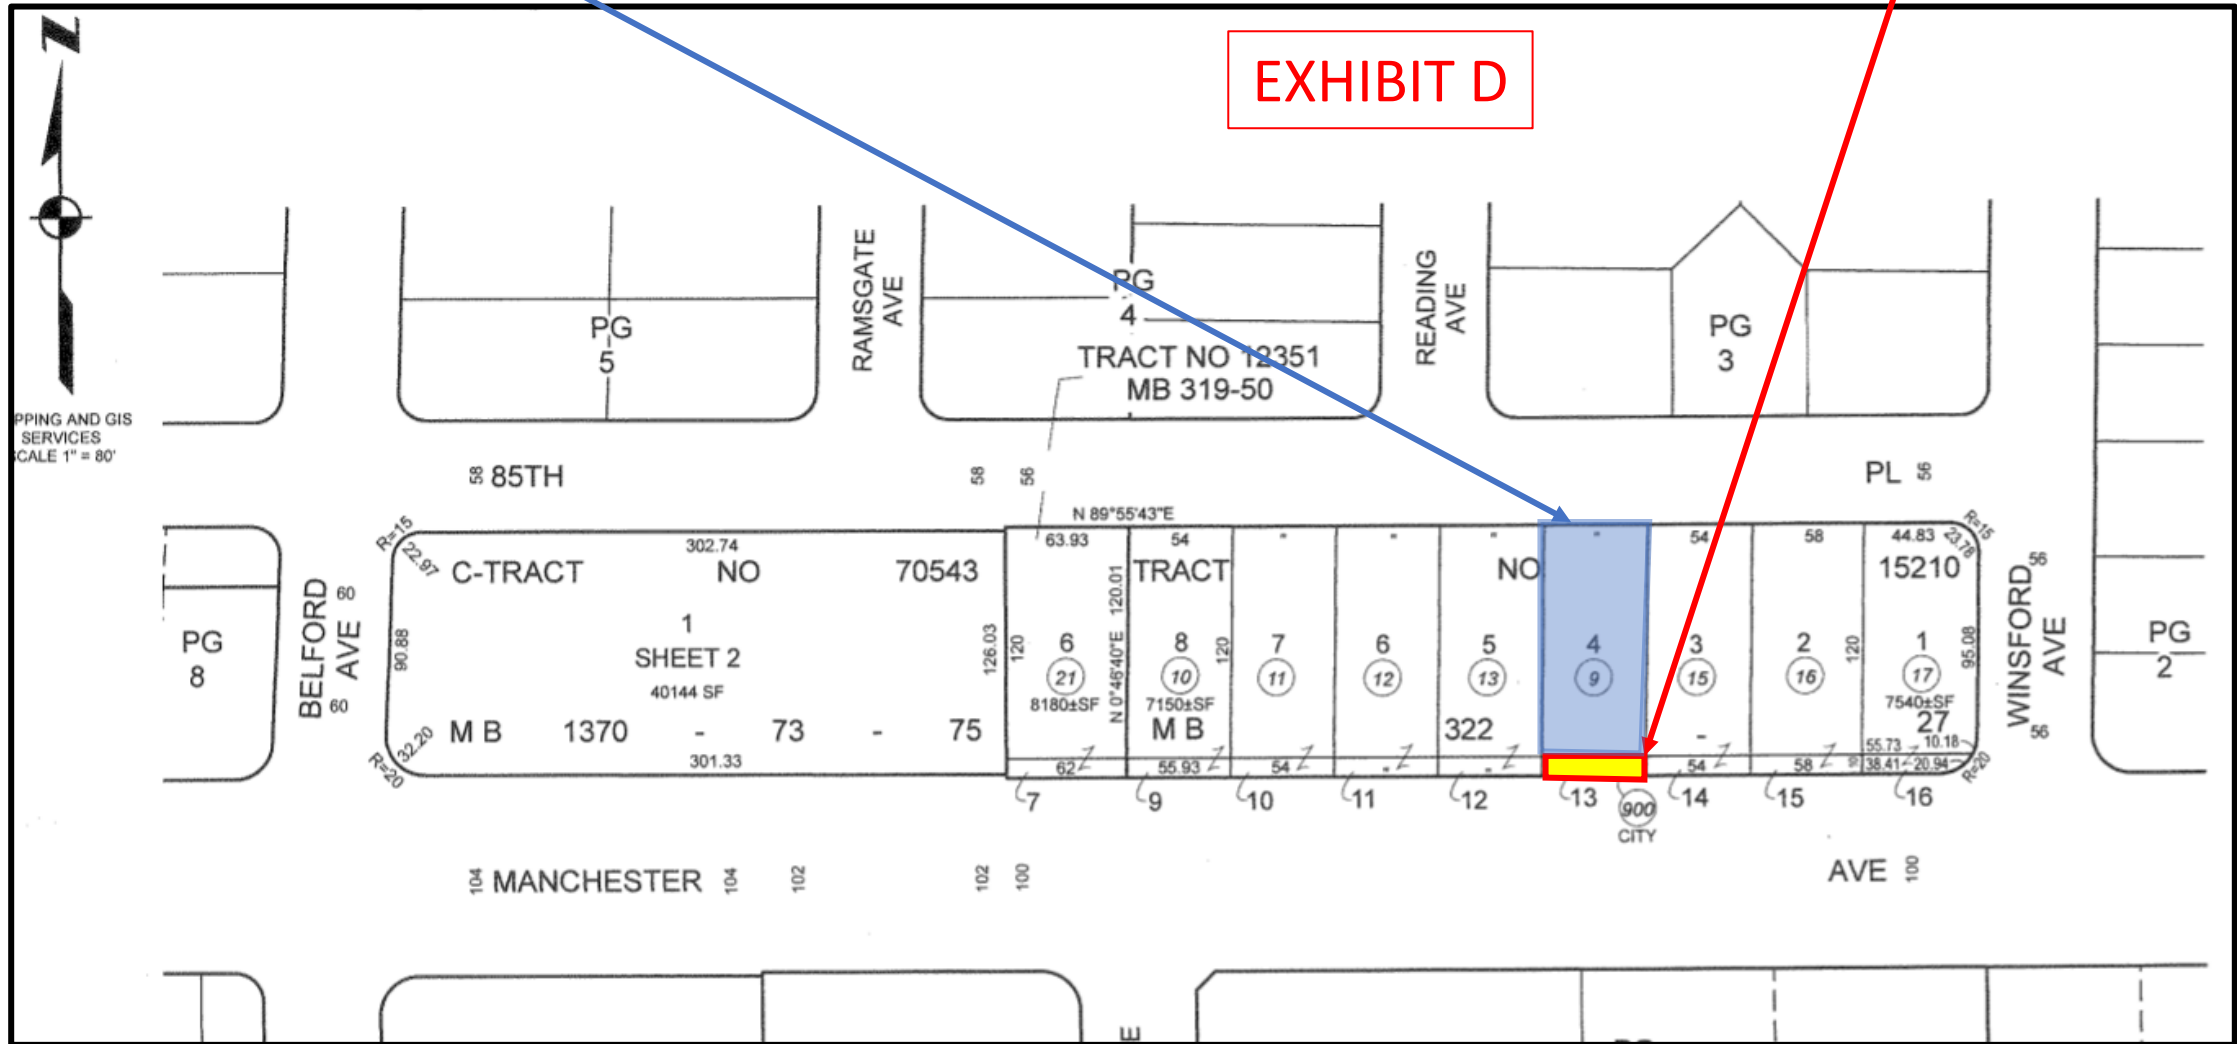 Z
EXHIBIT D
PPING AND GIS
SERVICES
SCALE 1" = 80'
PG
5
RAMSGATE
AVE
PG
4
TRACT NO 12351
MB 319-50
READING
AVE
PG
3
58 85TH
58
56
PL 56
N 89°55'43"E
R=15
22.97
302.74
63.93
54
"
"
"
"
54
58
44.83
R=15
23.78
C-TRACT NO 70543
TRACT NO 15210
BELFORD
AVE
60
60
PG
8
90.88
1
SHEET 2
40144 SF
126.03
120
6
21
8180±SF
N 0°46'40"E 120.01
8
10
7150±SF
120
7
11
6
12
5
13
4
9
3
15
2
16
120
1
17
7540±SF
95.08
WINSFORD
AVE
56
56
PG
2
M B 1370 - 73 - 75
M B 322 - 27
R=20
32.20
301.33
62
55.93
54
"
"
54
58
55.73
10.18
38.41
20.94
R=20
7
9
10
11
12
13
14
15
16
900
CITY
104 MANCHESTER 104
102
102
100
AVE 100
E